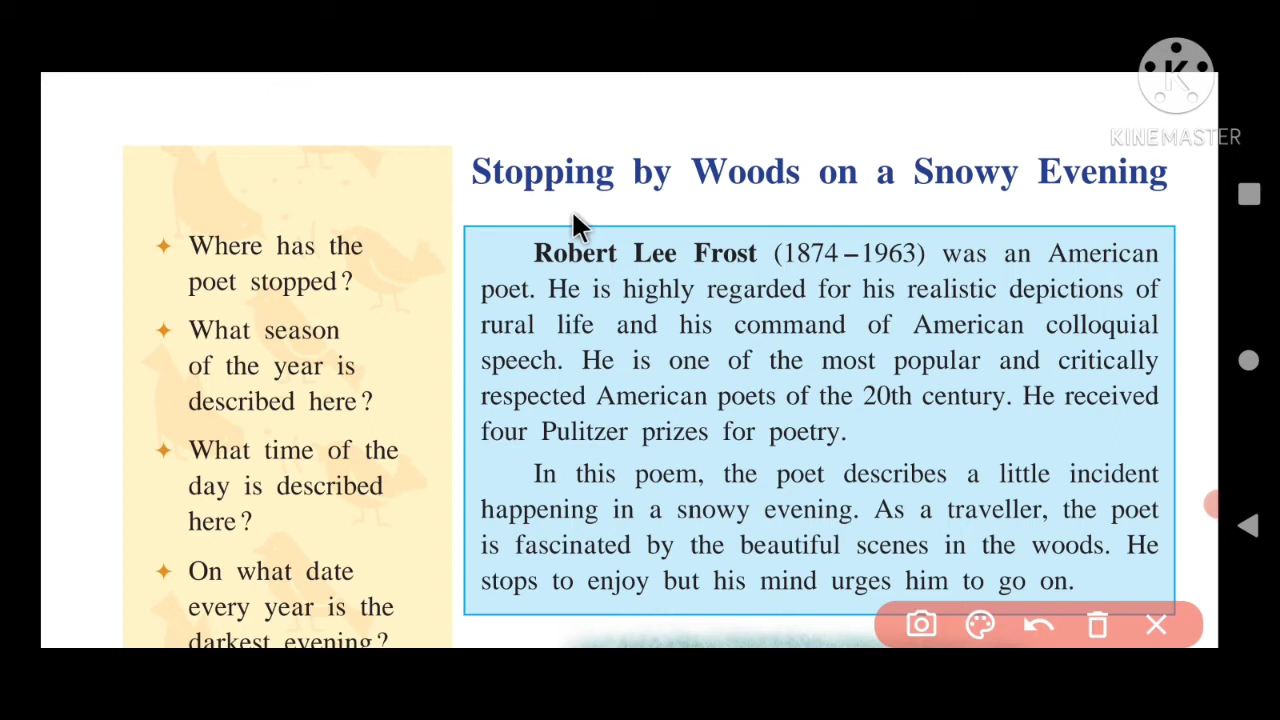 KINEMASTER
Stopping by Woods on a Snowy Evening
Where has the
poet stopped?
What season
of the year is
described here?
What time of the
day is described
here?
On what date
every year is the
darkest evening?
Robert Lee Frost (1874–1963) was an American
poet. He is highly regarded for his realistic depictions of
rural life and his command of American colloquial
speech. He is one of the most popular and critically
respected American poets of the 20th century. He received
four Pulitzer prizes for poetry.
In this poem, the poet describes a little incident
happening in a snowy evening. As a traveller, the poet
is fascinated by the beautiful scenes in the woods. He
stops to enjoy but his mind urges him to go on.